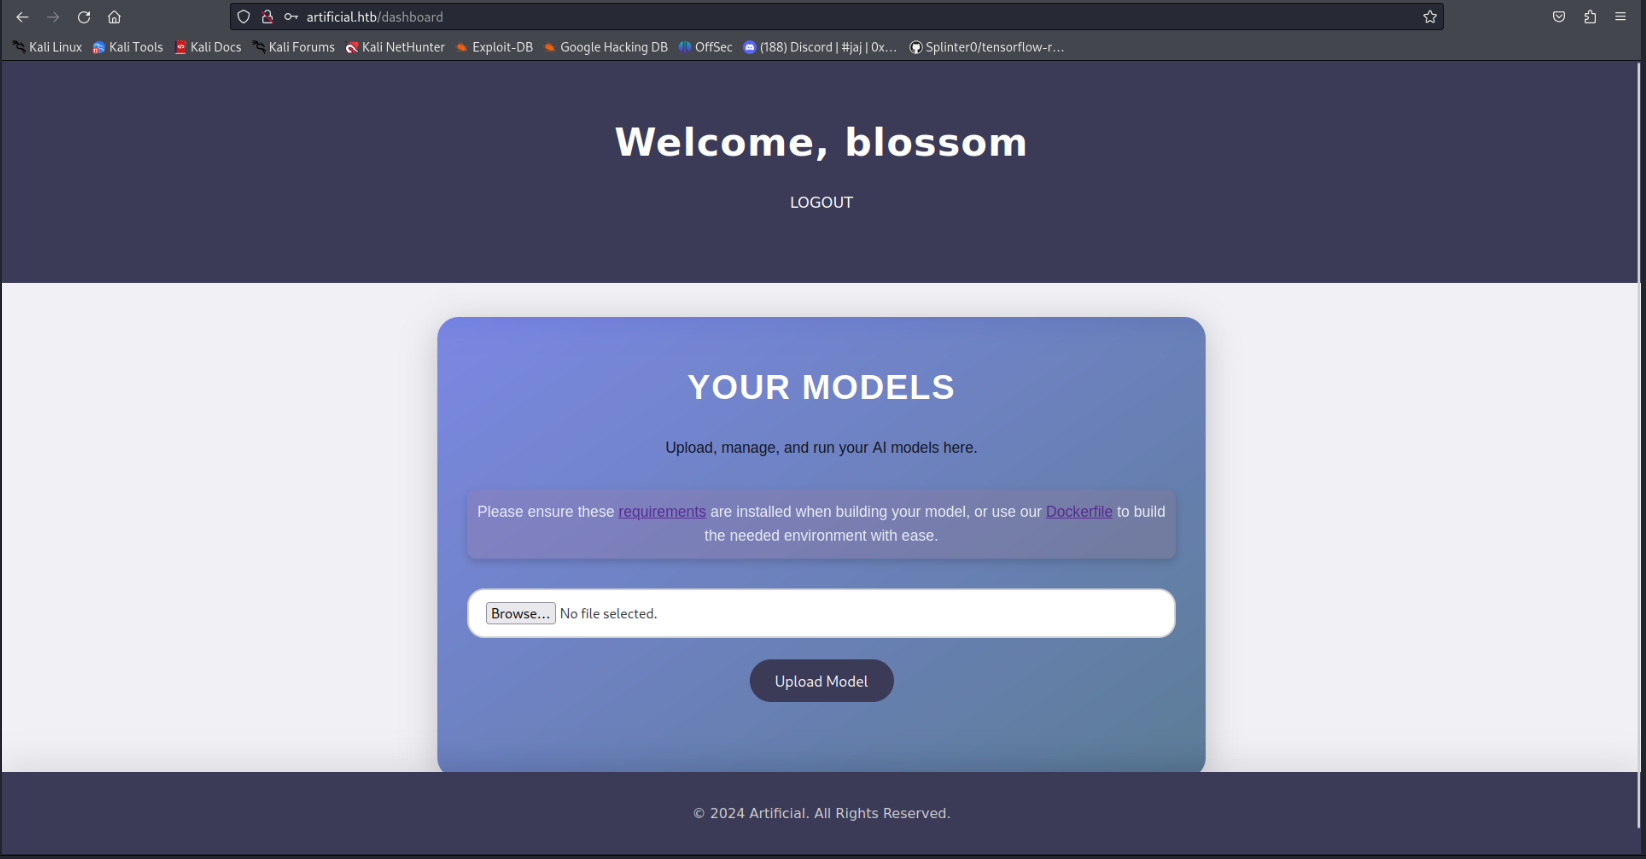 artificial.htb/dashboard
Kali Linux Kali Tools Kali Docs Kali Forums Kali NetHunter Exploit-DB Google Hacking DB OffSec (188) Discord | #jaj | 0x... Splinter0/tensorflow-r...
Welcome, blossom
LOGOUT
YOUR MODELS
Upload, manage, and run your AI models here.
Please ensure these requirements are installed when building your model, or use our Dockerfile to build
the needed environment with ease.
Browse... No file selected.
Upload Model
© 2024 Artificial. All Rights Reserved.